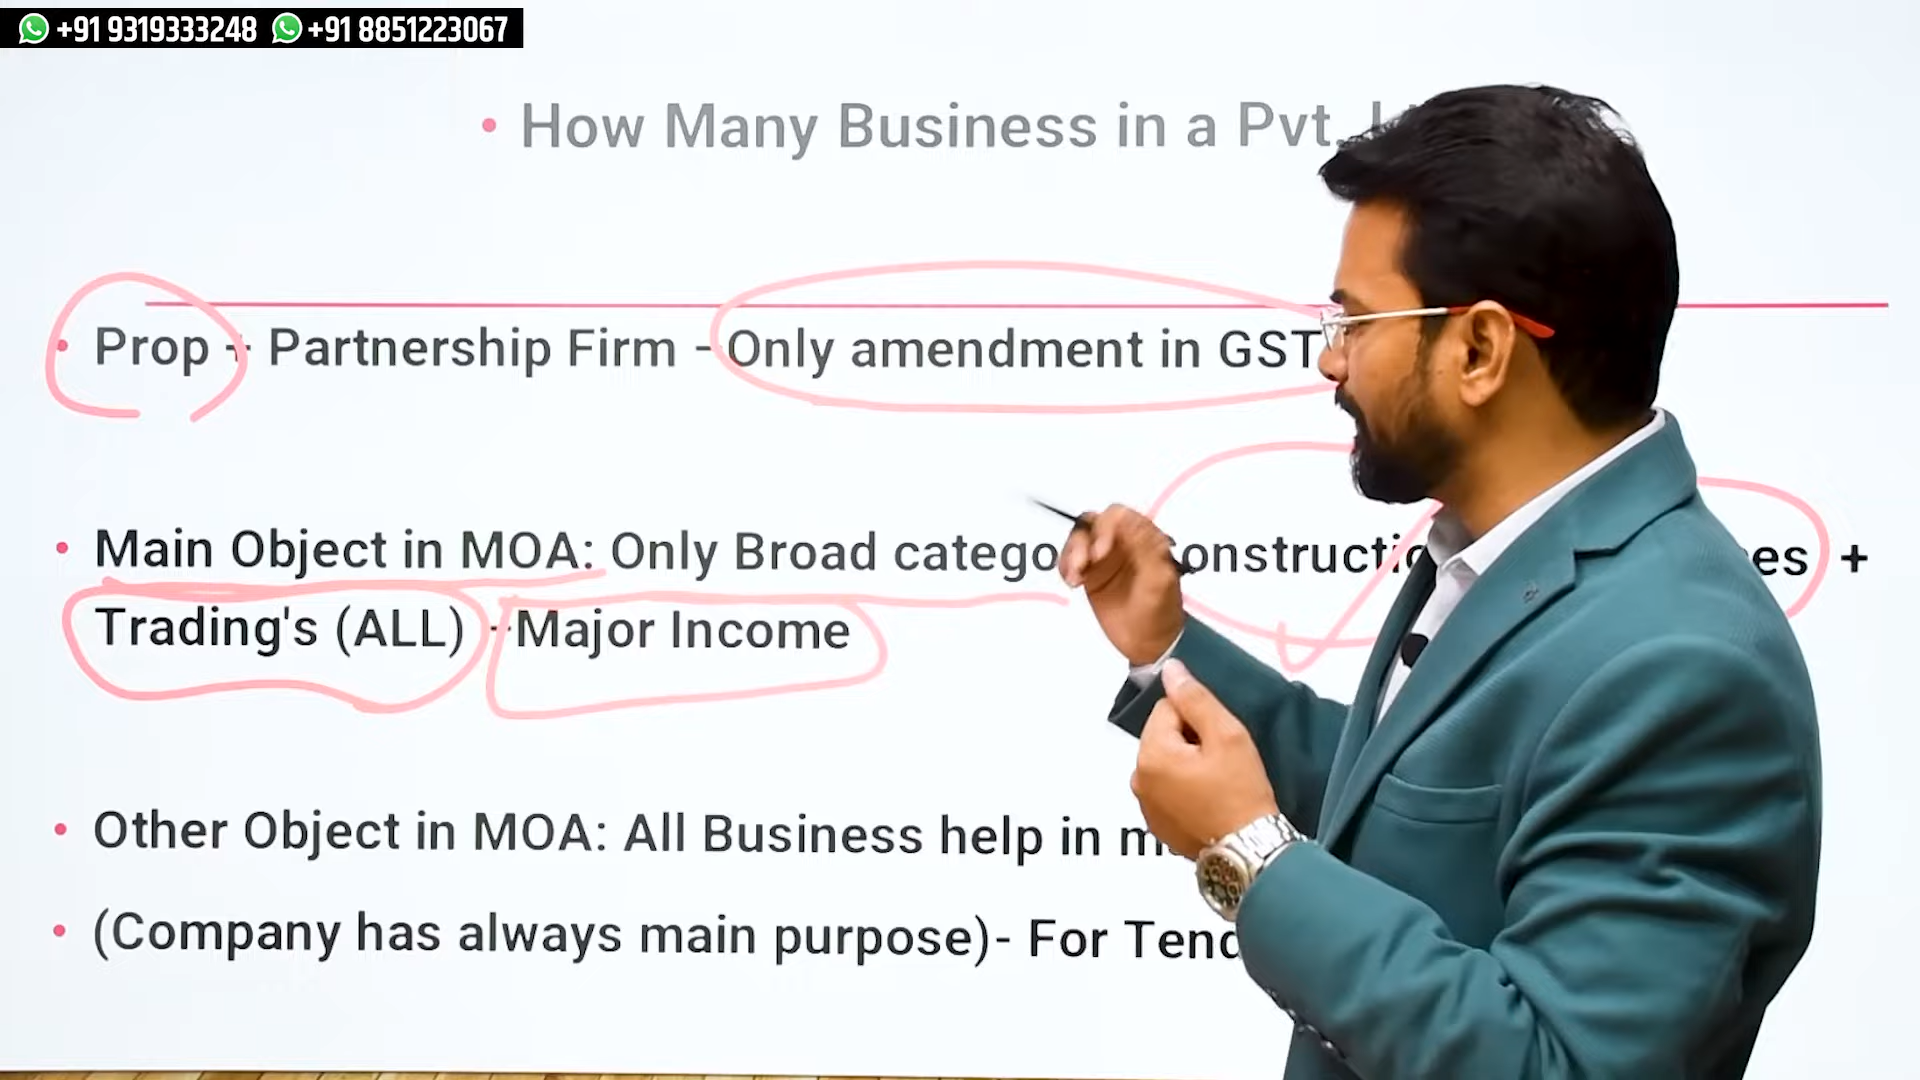 +91 9319333248 +91 8851223067
• How Many Business in a Pvt.
• Prop + Partnership Firm - Only amendment in GST
• Main Object in MOA: Only Broad catego onstructio es +
Trading's (ALL) - Major Income
• Other Object in MOA: All Business help in m
• (Company has always main purpose)- For Tend